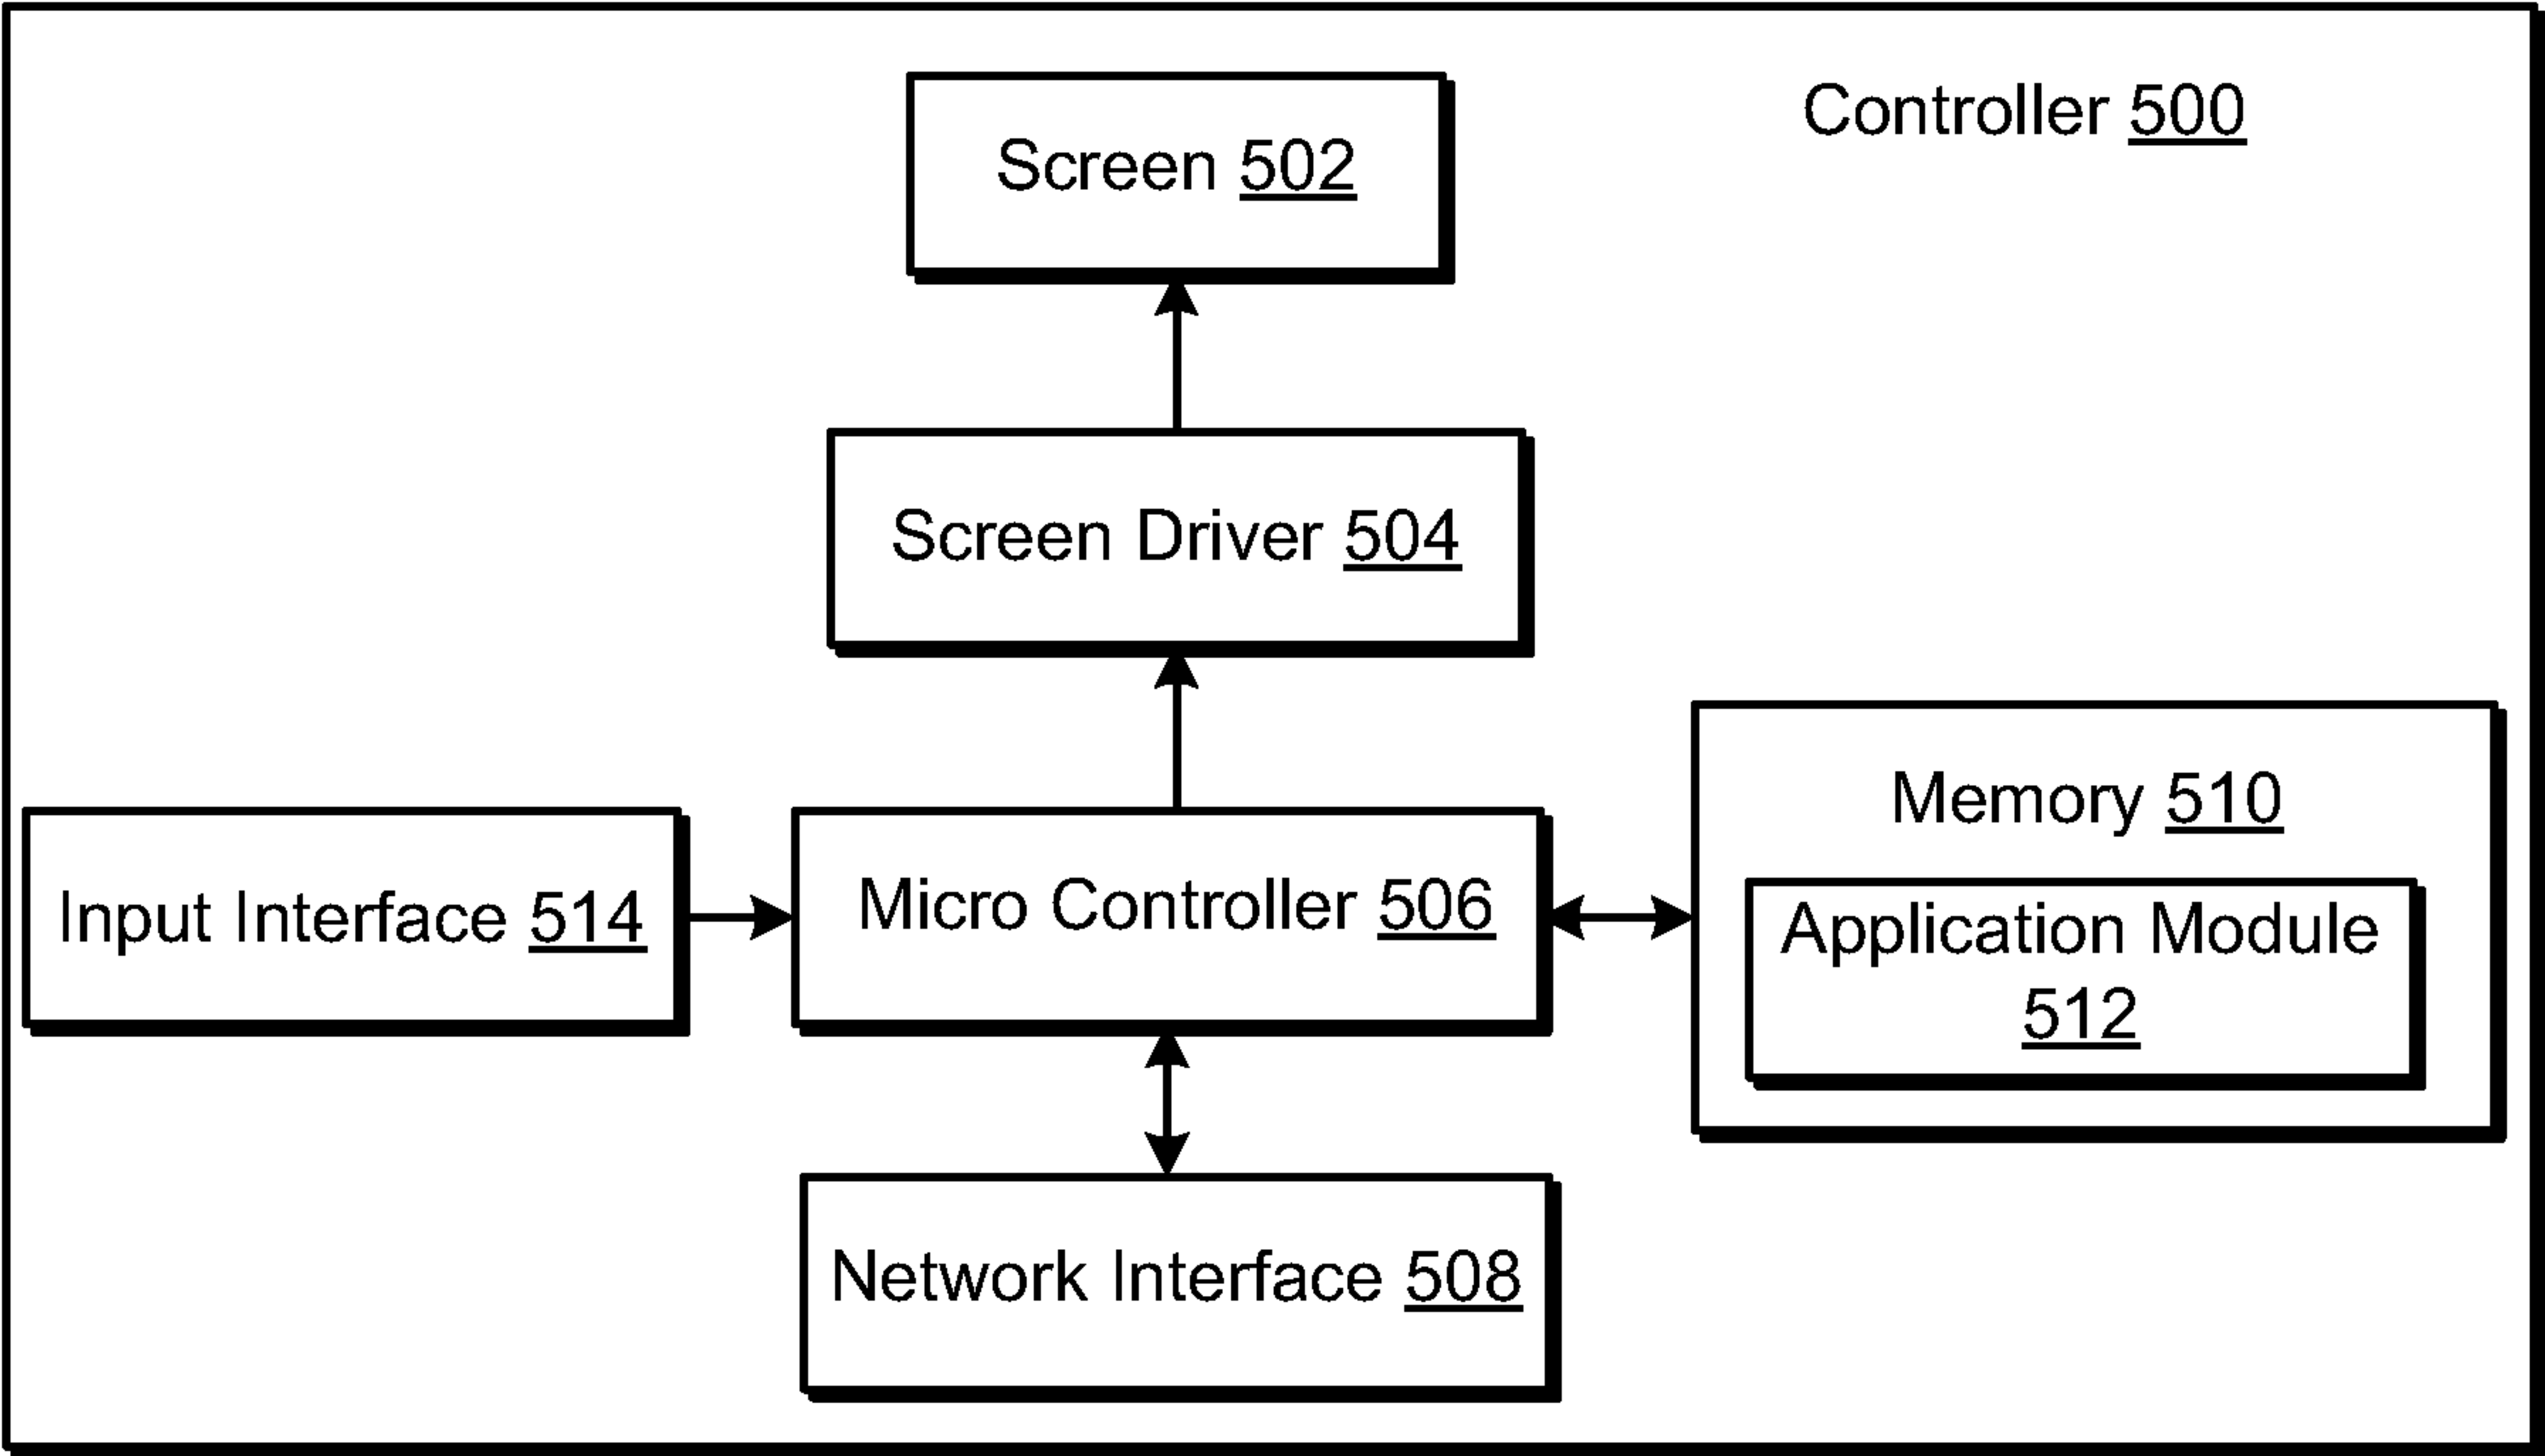 Controller 500
Screen 502
Screen Driver 504
Input Interface 514
Micro Controller 506
Memory 510
Application Module
512
Network Interface 508